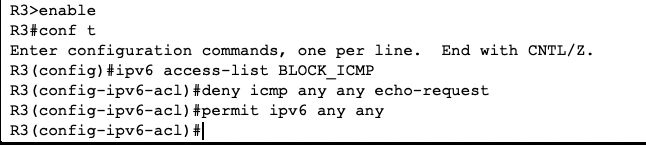 R3>enable
R3#conf t
Enter configuration commands, one per line.  End with CNTL/Z.
R3(config)#ipv6 access-list BLOCK_ICMP
R3(config-ipv6-acl)#deny icmp any any echo-request
R3(config-ipv6-acl)#permit ipv6 any any
R3(config-ipv6-acl)#